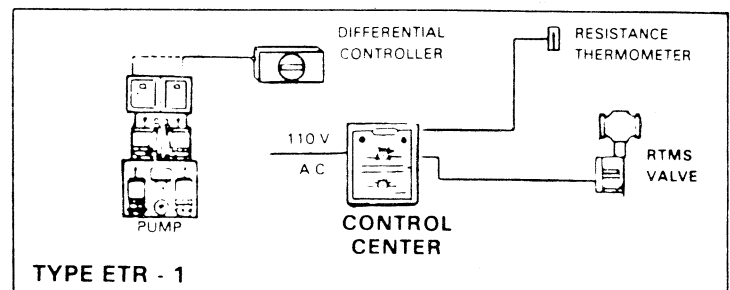 DIFFERENTIAL
CONTROLLER
RESISTANCE
THERMOMETER
110 V
A C
RTMS
VALVE
PUMP
CONTROL
CENTER
TYPE ETR - 1